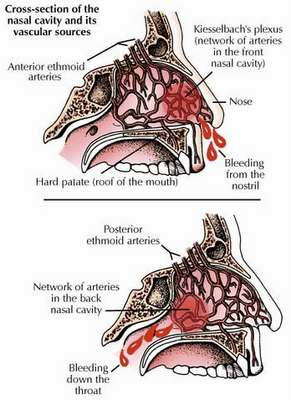 Cross-section of the
nasal cavity and its
vascular sources
Kiesselbach's plexus
(network of arteries
in the front
nasal cavity)
Anterior ethmoid
arteries
Nose
Hard patate (roof of the mouth)
Bleeding
from the
nostril
Posterior
ethmoid arteries
Network of arteries
in the back
nasal cavity
Bleeding
down the
throat